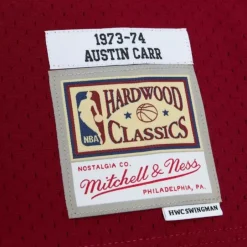 1973-74
AUSTIN CARR
NBA
HARDWOOD
CLASSICS
NOSTALGIA CO.
Mitchell & Ness
PHILADELPHIA, PA.
HWC SWINGMAN